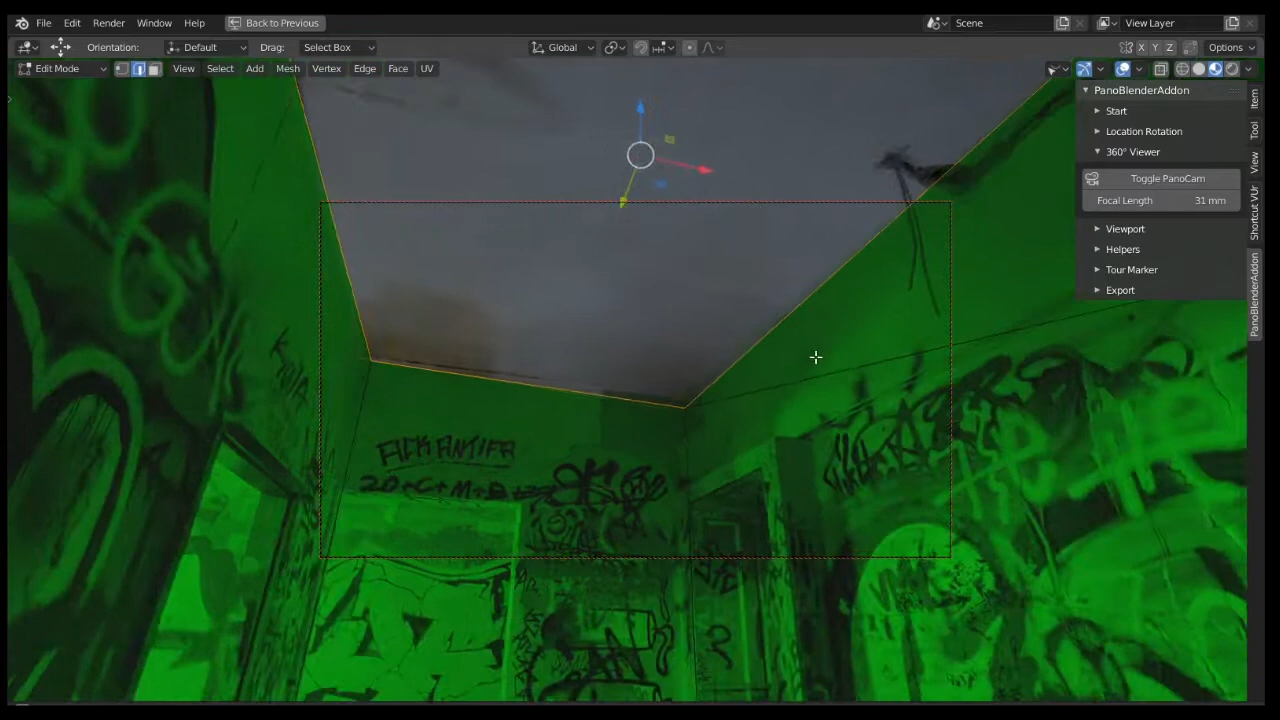 File Edit Render Window Help Back to Previous Scene View Layer
Orientation: Default Drag: Select Box Global X Y Z Options
Edit Mode View Select Add Mesh Vertex Edge Face UV
PanoBlenderAddon
Start
Location Rotation
360° Viewer
Toggle PanoCam
Focal Length 31 mm
Viewport
Helpers
Tour Marker
Export
Item
Tool
View
Shortcut VUr
PanoBlenderAddon
20+C+M+B